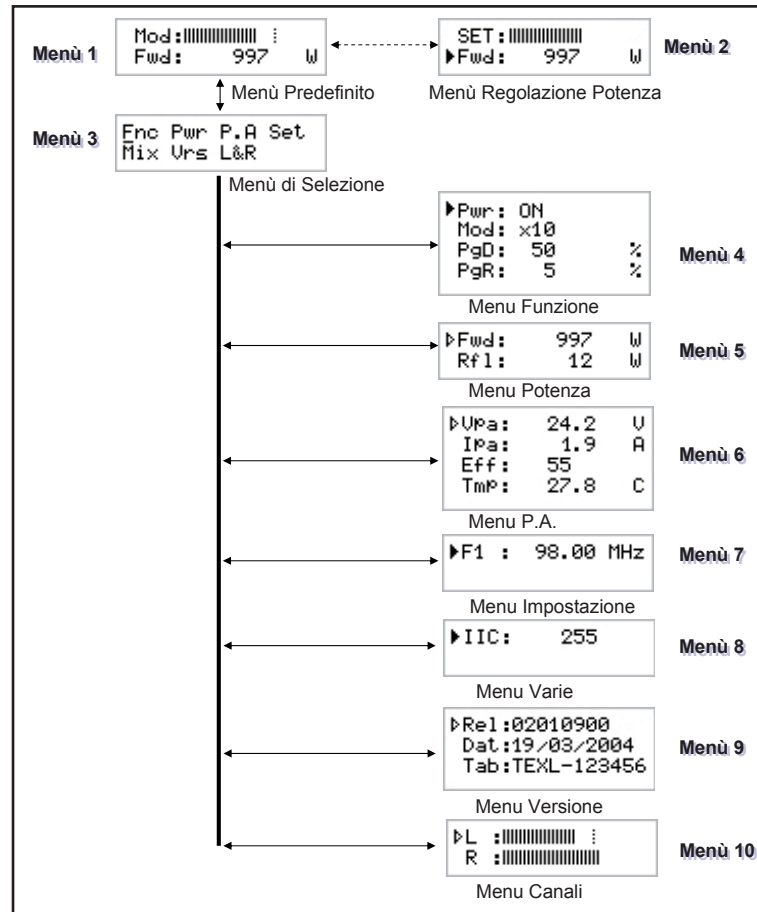 Menù 1
Mod:
Fwd: 997 W
SET:
Fwd: 997 W
Menù 2
Menù Predefinito
Menù Regolazione Potenza
Menù 3
Fnc Pwr P.A Set
Mix Vrs L&R
Menù di Selezione
Pwr: ON
Mod: x10
PgD: 50 %
PgR: 5 %
Menù 4
Menu Funzione
Fwd: 997 W
Rfl: 12 W
Menù 5
Menu Potenza
Vpa: 24.2 V
Ipa: 1.9 A
Eff: 55
Tmp: 27.8 C
Menù 6
Menu P.A.
F1 : 98.00 MHz
Menù 7
Menu Impostazione
IIC: 255
Menù 8
Menu Varie
Rel:02010900
Dat:19/03/2004
Tab:TEXL-123456
Menù 9
Menu Versione
L :
R :
Menù 10
Menu Canali